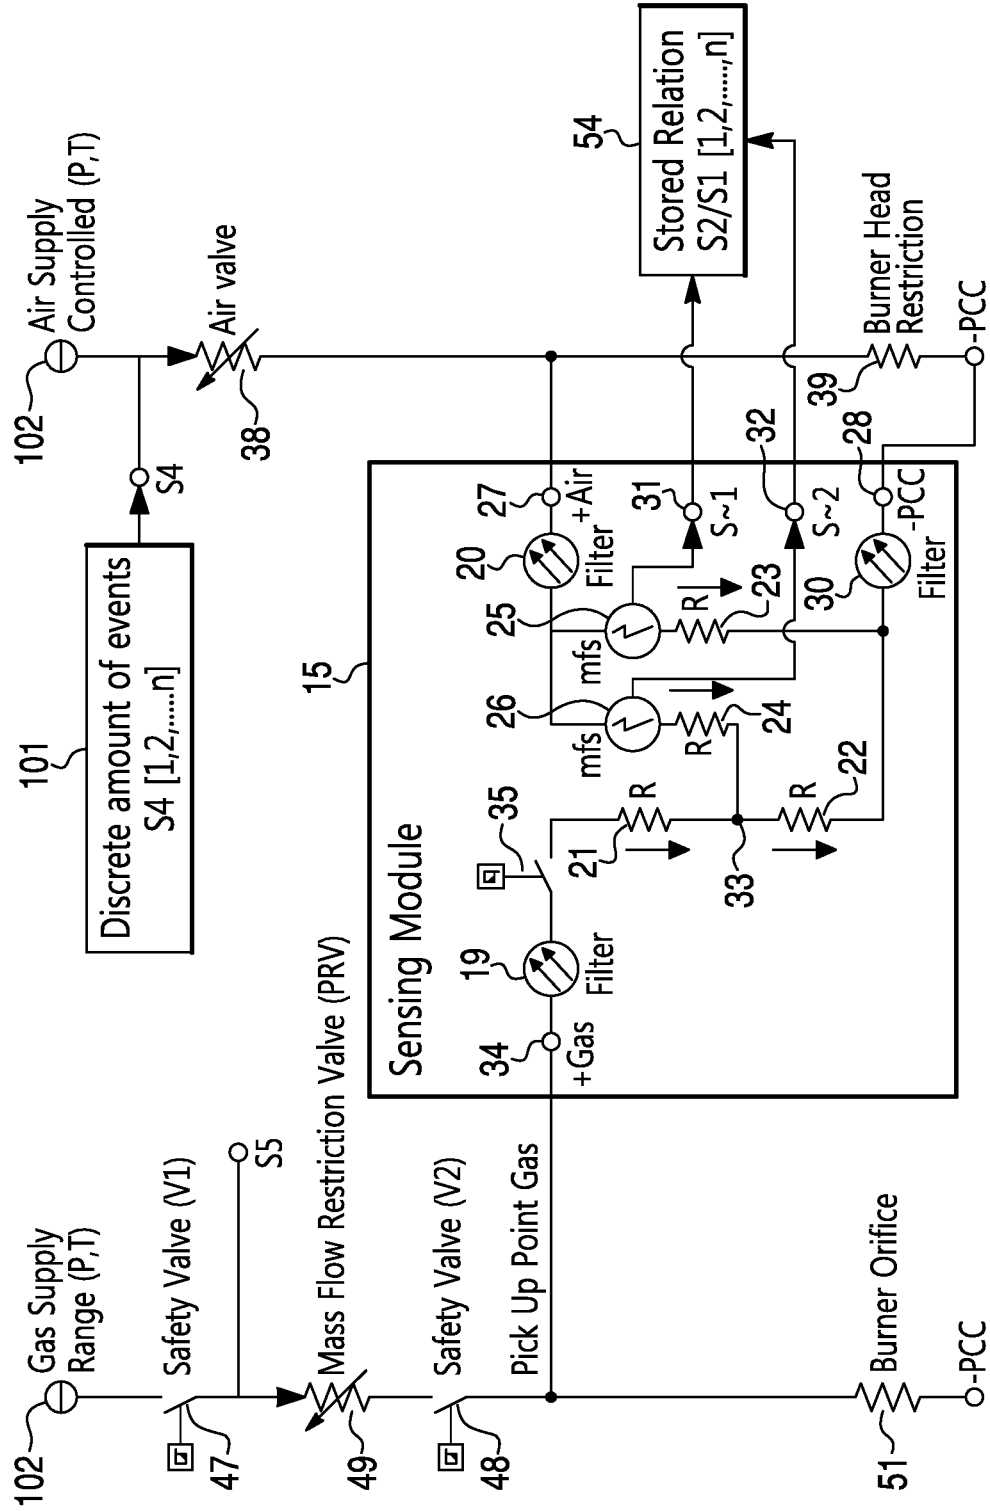 102
Gas Supply
Range (P,T)
47
Safety Valve (V1)
S5
49
Mass Flow Restriction Valve (PRV)
48
Safety Valve (V2)
Pick Up Point Gas
51
Burner Orifice
-PCC
101
Discrete amount of events
S4 [1,2,.....n]
S4
102
Air Supply
Controlled (P,T)
38
Air valve
15
Sensing Module
34
+Gas
19
Filter
35
21
R
33
22
R
26
mfs
24
R
25
mfs
23
R
20
Filter
27
+Air
31
S~1
32
S~2
30
Filter
28
-PCC
54
Stored Relation
S2/S1 [1,2,.....,n]
39
Burner Head
Restriction
-PCC